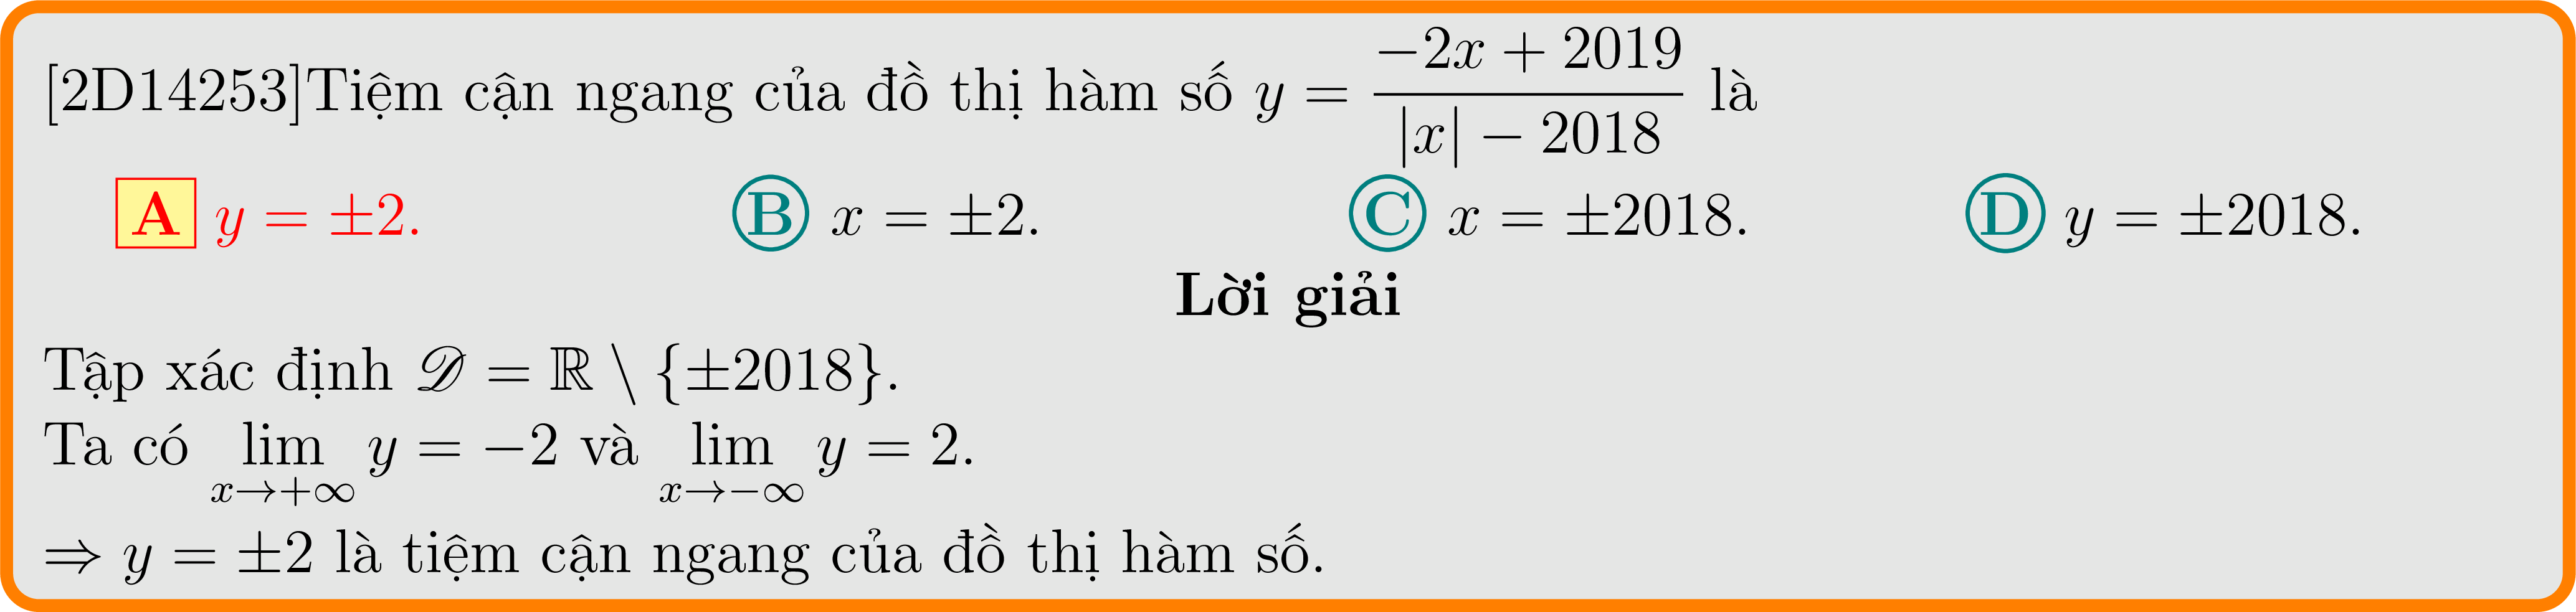 [2D14253]Tiệm cận ngang của đồ thị hàm số $y = \dfrac{-2x + 2019}{|x| - 2018}$ là
A $y = \pm 2$. B $x = \pm 2$. C $x = \pm 2018$. D $y = \pm 2018$.
Lời giải
Tập xác định $\mathscr{D} = \mathbb{R} \setminus \{\pm 2018\}$.
Ta có $\lim\limits_{x \to +\infty} y = -2$ và $\lim\limits_{x \to -\infty} y = 2$.
$\Rightarrow y = \pm 2$ là tiệm cận ngang của đồ thị hàm số.